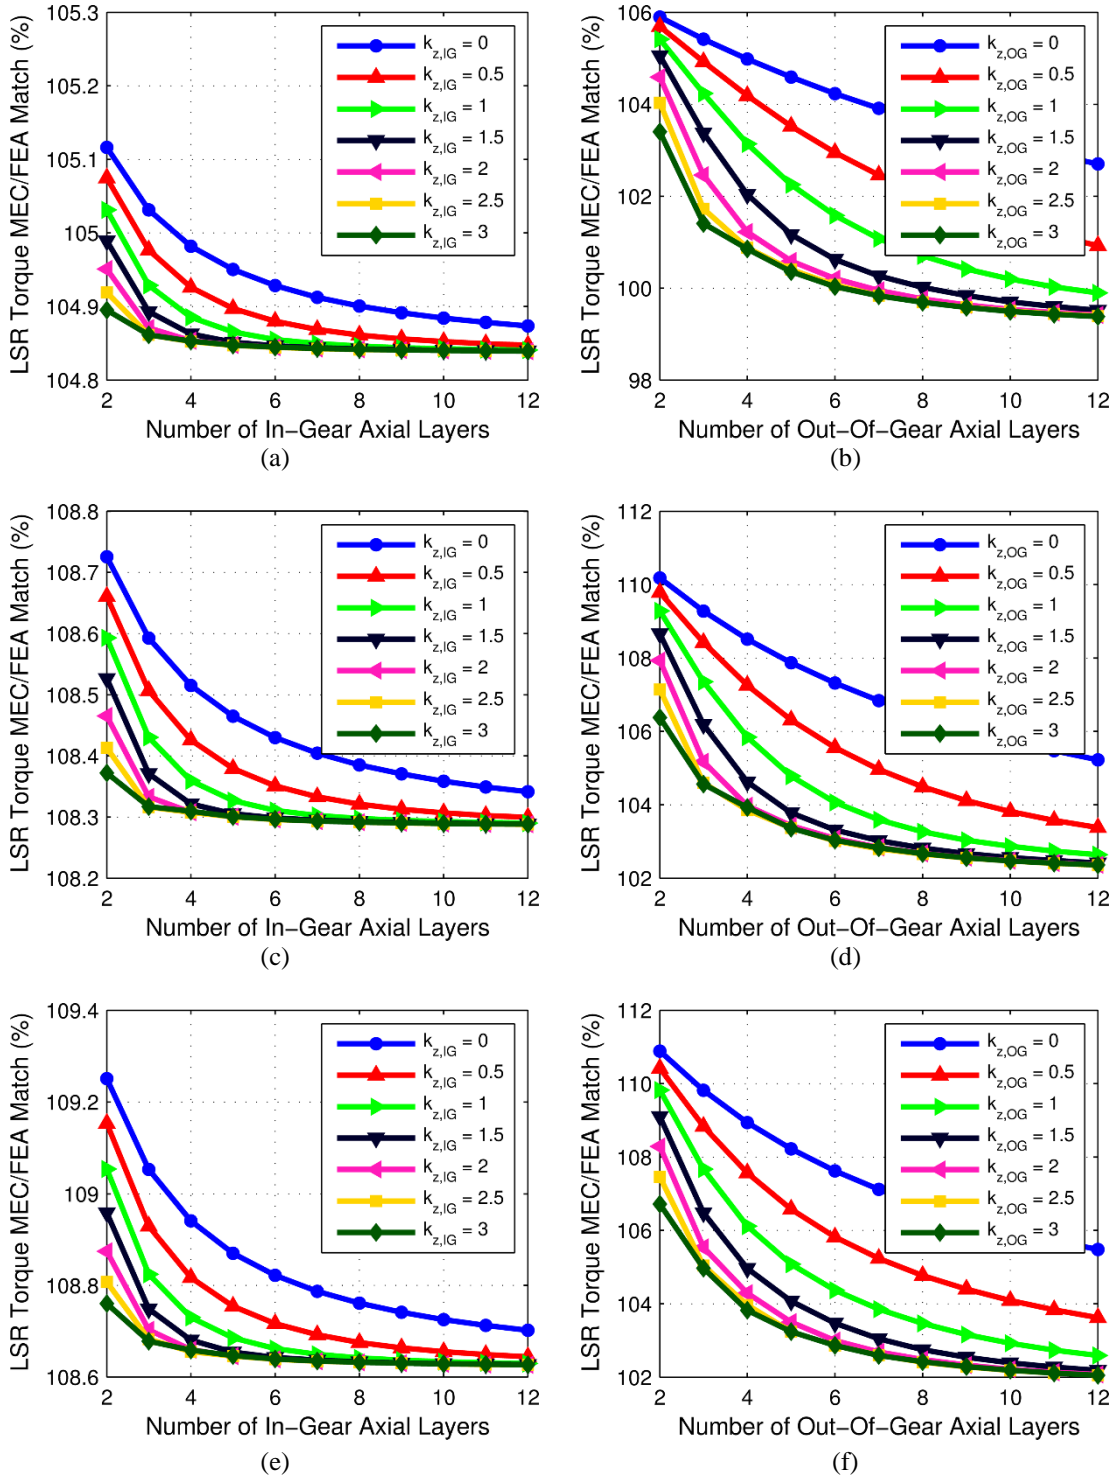 105.3
105.2
105.1
105
104.9
104.8
2 4 6 8 10 12
LSR Torque MEC/FEA Match (%)
Number of In-Gear Axial Layers
k_z,IG = 0
k_z,IG = 0.5
k_z,IG = 1
k_z,IG = 1.5
k_z,IG = 2
k_z,IG = 2.5
k_z,IG = 3
(a)
106
104
102
100
98
2 4 6 8 10 12
LSR Torque MEC/FEA Match (%)
Number of Out-Of-Gear Axial Layers
k_z,OG = 0
k_z,OG = 0.5
k_z,OG = 1
k_z,OG = 1.5
k_z,OG = 2
k_z,OG = 2.5
k_z,OG = 3
(b)
108.8
108.7
108.6
108.5
108.4
108.3
108.2
2 4 6 8 10 12
LSR Torque MEC/FEA Match (%)
Number of In-Gear Axial Layers
k_z,IG = 0
k_z,IG = 0.5
k_z,IG = 1
k_z,IG = 1.5
k_z,IG = 2
k_z,IG = 2.5
k_z,IG = 3
(c)
112
110
108
106
104
102
2 4 6 8 10 12
LSR Torque MEC/FEA Match (%)
Number of Out-Of-Gear Axial Layers
k_z,OG = 0
k_z,OG = 0.5
k_z,OG = 1
k_z,OG = 1.5
k_z,OG = 2
k_z,OG = 2.5
k_z,OG = 3
(d)
109.4
109.2
109
108.8
108.6
2 4 6 8 10 12
LSR Torque MEC/FEA Match (%)
Number of In-Gear Axial Layers
k_z,IG = 0
k_z,IG = 0.5
k_z,IG = 1
k_z,IG = 1.5
k_z,IG = 2
k_z,IG = 2.5
k_z,IG = 3
(e)
112
110
108
106
104
102
2 4 6 8 10 12
LSR Torque MEC/FEA Match (%)
Number of Out-Of-Gear Axial Layers
k_z,OG = 0
k_z,OG = 0.5
k_z,OG = 1
k_z,OG = 1.5
k_z,OG = 2
k_z,OG = 2.5
k_z,OG = 3
(f)